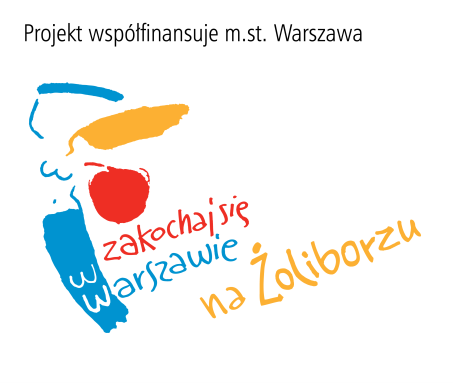 Projekt współfinansuje m.st. Warszawa
zakochaj się
w Warszawie
na Żoliborzu